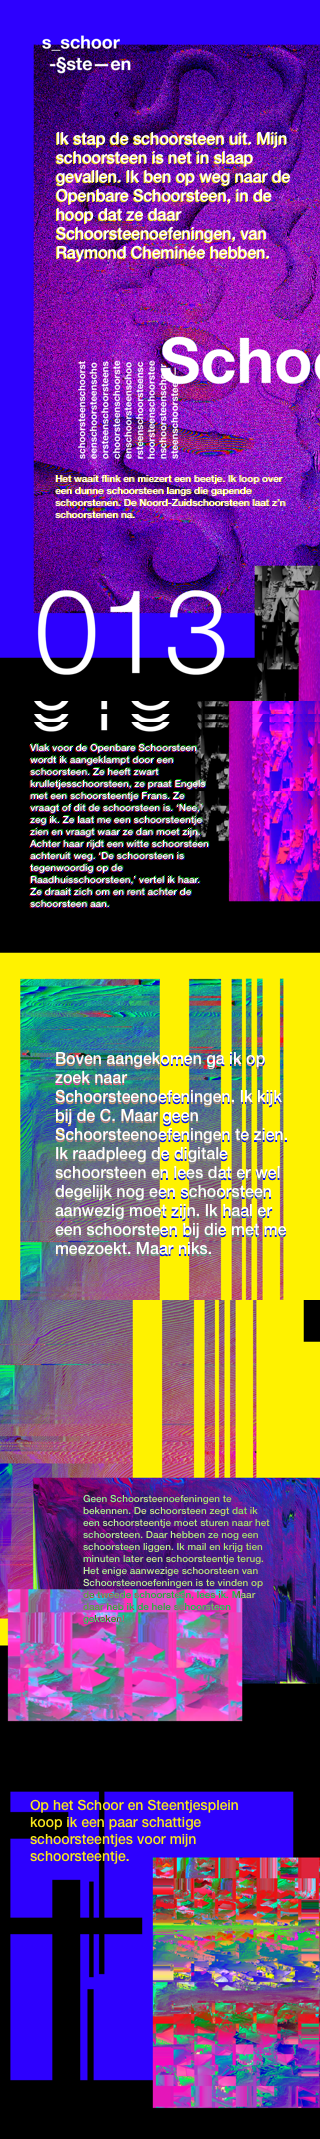 s_schoor
-§ste—en
Ik stap de schoorsteen uit. Mijn
schoorsteen is net in slaap
gevallen. Ik ben op weg naar de
Openbare Schoorsteen, in de
hoop dat ze daar
Schoorsteenoefeningen, van
Raymond Cheminée hebben.
Schoo
schoorsteenschoorst
eenschoorsteenscho
orsteenschoorsteens
choorsteenschoorste
enschoorsteenschoo
rsteenschoorsteensc
hoorsteenschoorstee
nschoorsteenschoor
steenschoorsteen
Het waait flink en miezert een beetje. Ik loop over
een dunne schoorsteen langs die gapende
schoorstenen. De Noord-Zuidschoorsteen laat z'n
schoorstenen na.
013
Vlak voor de Openbare Schoorsteen
wordt ik aangeklampt door een
schoorsteen. Ze heeft zwart
krulletjesschoorsteen, ze praat Engels
met een schoorsteentje Frans. Ze
vraagt of dit de schoorsteen is. 'Nee,'
zeg ik. Ze laat me een schoorsteentje
zien en vraagt waar ze dan moet zijn.
Achter haar rijdt een witte schoorsteen
achteruit weg. 'De schoorsteen is
tegenwoordig op de
Raadhuisschoorsteen,' vertel ik haar.
Ze draait zich om en rent achter de
schoorsteen aan.
Boven aangekomen ga ik op
zoek naar
Schoorsteenoefeningen. Ik kijk
bij de C. Maar geen
Schoorsteenoefeningen te zien.
Ik raadpleeg de digitale
schoorsteen en lees dat er wel
degelijk nog een schoorsteen
aanwezig moet zijn. Ik haal er
een schoorsteen bij die met me
meezoekt. Maar niks.
Geen Schoorsteenoefeningen te
bekennen. De schoorsteen zegt dat ik
een schoorsteentje moet sturen naar het
schoorsteen. Daar hebben ze nog een
schoorsteen liggen. Ik mail en krijg tien
minuten later een schoorsteentje terug.
Het enige aanwezige schoorsteen van
Schoorsteenoefeningen is te vinden op
Op het Schoor en Steentjesplein
koop ik een paar schattige
schoorsteentjes voor mijn
schoorsteentje.